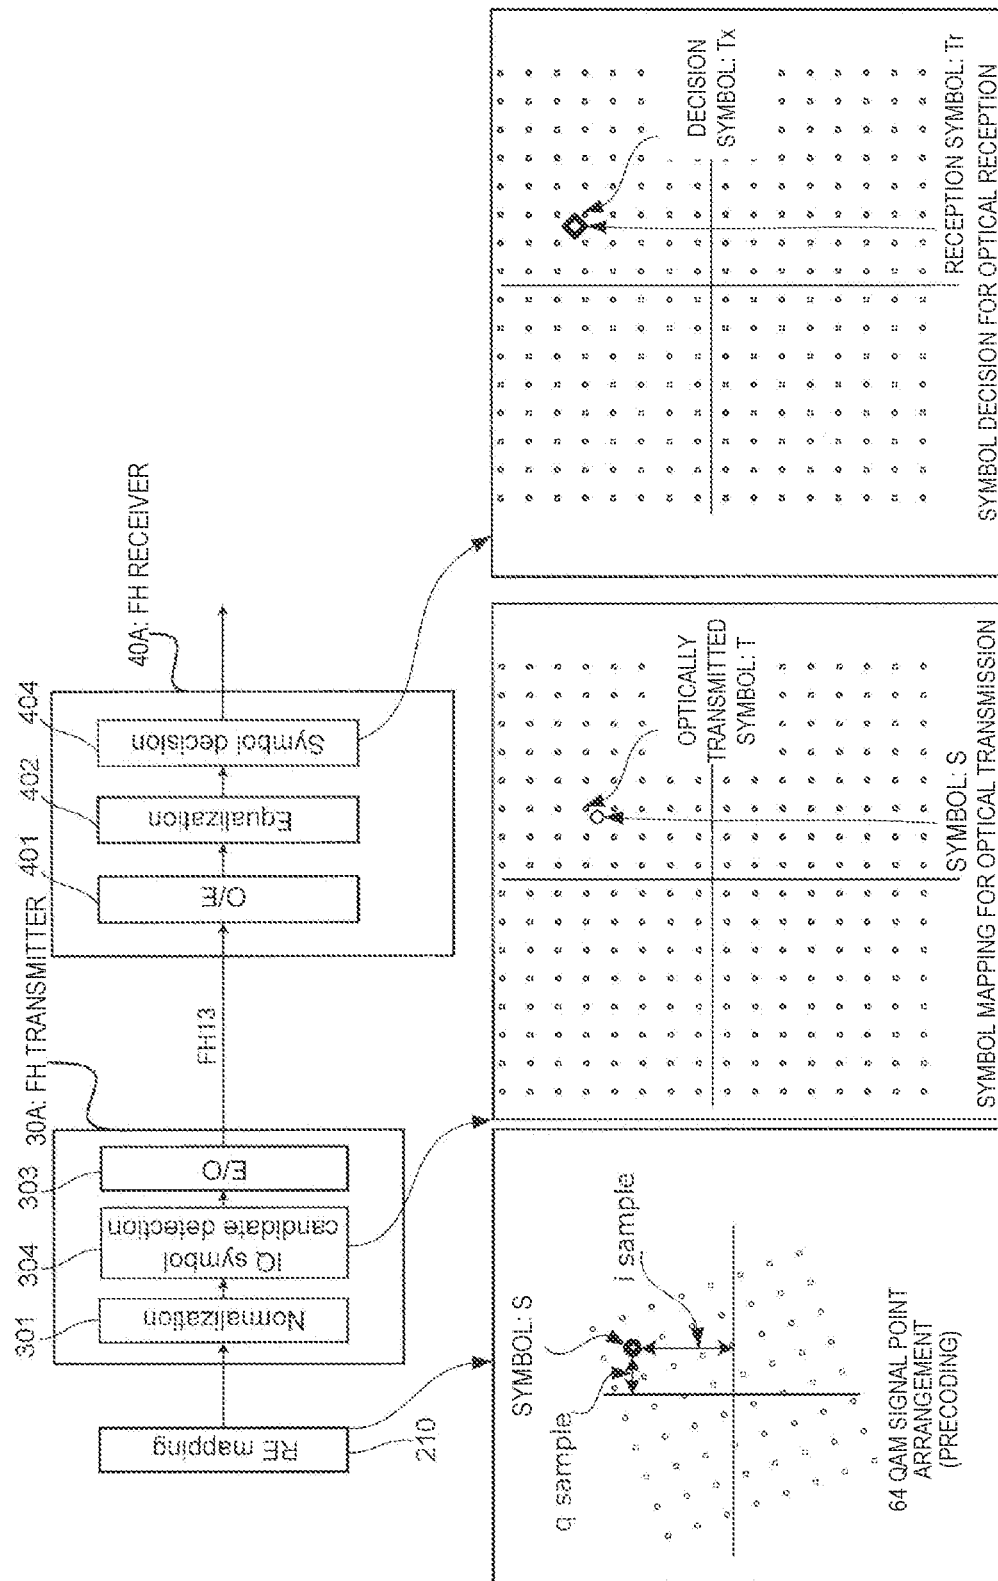 30A: FH TRANSMITTER
40A: FH RECEIVER
301
304
303
401
402
404
RE mapping
Normalization
IQ symbol
candidate detection
E/O
FH13
O/E
Equalization
Symbol decision
210
SYMBOL: S
q sample
i sample
64 QAM SIGNAL POINT
ARRANGEMENT
(PRECODING)
OPTICALLY
TRANSMITTED
SYMBOL: T
SYMBOL: S
SYMBOL MAPPING FOR OPTICAL TRANSMISSION
DECISION
SYMBOL: Tx
RECEPTION SYMBOL: Tr
SYMBOL DECISION FOR OPTICAL RECEPTION